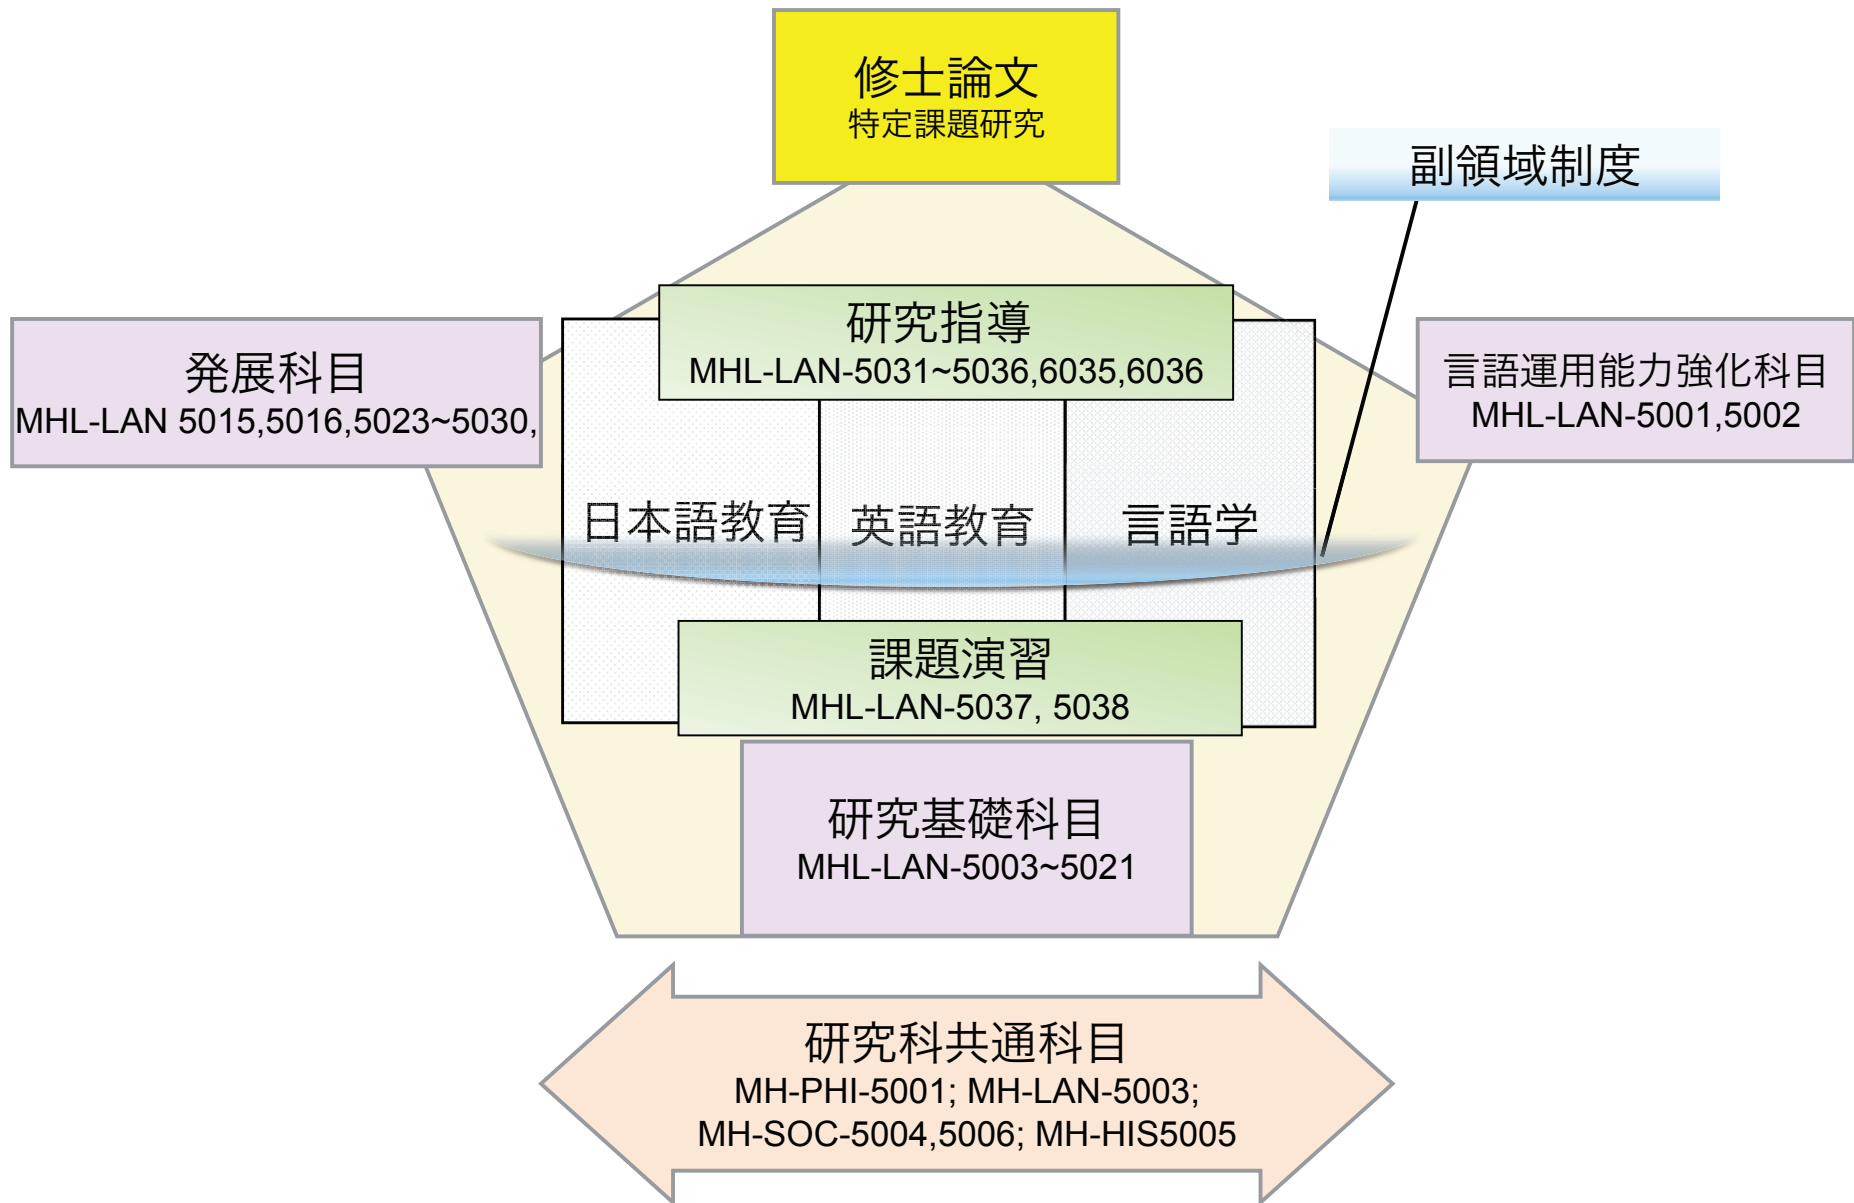 修士論文
特定課題研究
副領域制度
研究指導
MHL-LAN-5031~5036,6035,6036
発展科目
MHL-LAN 5015,5016,5023~5030,
言語運用能力強化科目
MHL-LAN-5001,5002
日本語教育
英語教育
言語学
課題演習
MHL-LAN-5037, 5038
研究基礎科目
MHL-LAN-5003~5021
研究科共通科目
MH-PHI-5001; MH-LAN-5003;
MH-SOC-5004,5006; MH-HIS5005